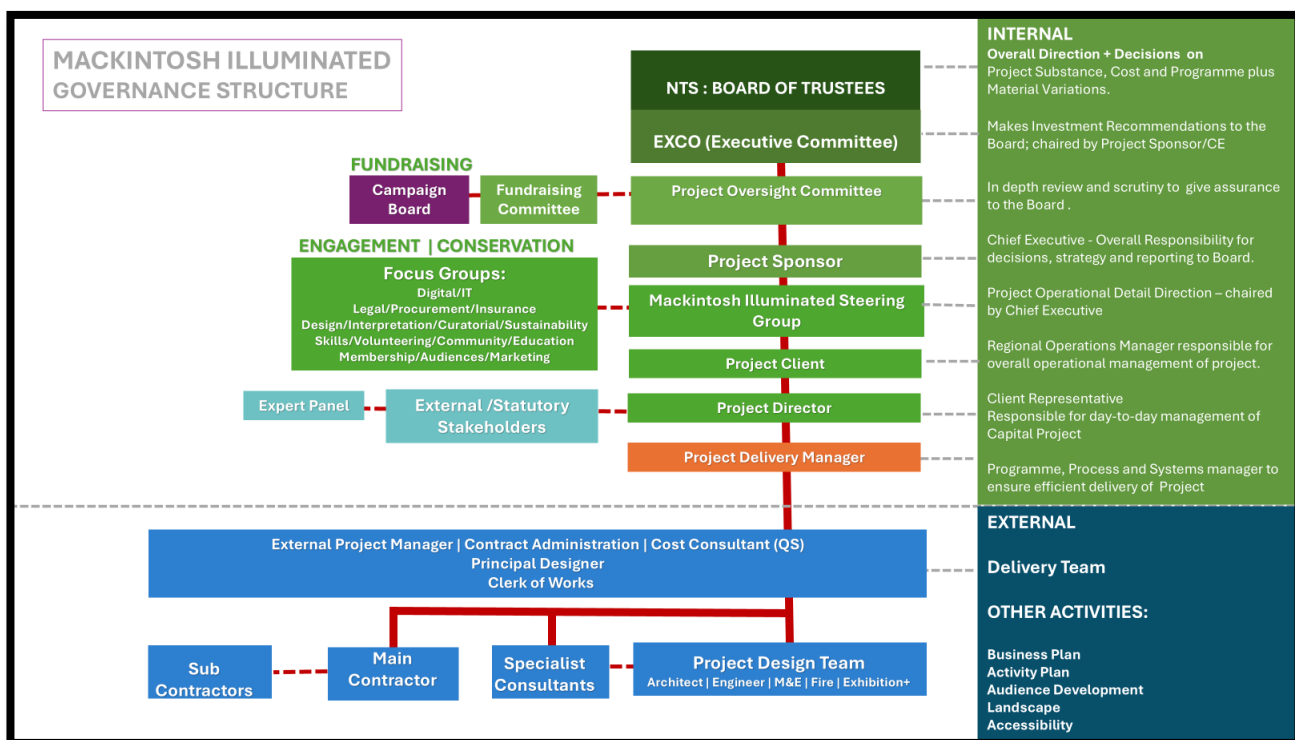 MACKINTOSH ILLUMINATED
GOVERNANCE STRUCTURE
NTS : BOARD OF TRUSTEES
EXCO (Executive Committee)
FUNDRAISING
Campaign
Board
Fundraising
Committee
Project Oversight Committee
ENGAGEMENT | CONSERVATION
Focus Groups:
Digital/IT
Legal/Procurement/Insurance
Design/Interpretation/Curatorial/Sustainability
Skills/Volunteering/Community/Education
Membership/Audiences/Marketing
Project Sponsor
Mackintosh Illuminated Steering
Group
Project Client
Expert Panel
External /Statutory
Stakeholders
Project Director
Project Delivery Manager
External Project Manager | Contract Administration | Cost Consultant (QS)
Principal Designer
Clerk of Works
Sub
Contractors
Main
Contractor
Specialist
Consultants
Project Design Team
Architect | Engineer | M&E | Fire | Exhibition+
INTERNAL
Overall Direction + Decisions on
Project Substance, Cost and Programme plus
Material Variations.
Makes Investment Recommendations to the
Board; chaired by Project Sponsor/CE
In depth review and scrutiny to give assurance
to the Board .
Chief Executive - Overall Responsibility for
decisions, strategy and reporting to Board.
Project Operational Detail Direction – chaired
by Chief Executive
Regional Operations Manager responsible for
overall operational management of project.
Client Representative
Responsible for day-to-day management of
Capital Project
Programme, Process and Systems manager to
ensure efficient delivery of Project
EXTERNAL
Delivery Team
OTHER ACTIVITIES:
Business Plan
Activity Plan
Audience Development
Landscape
Accessibility